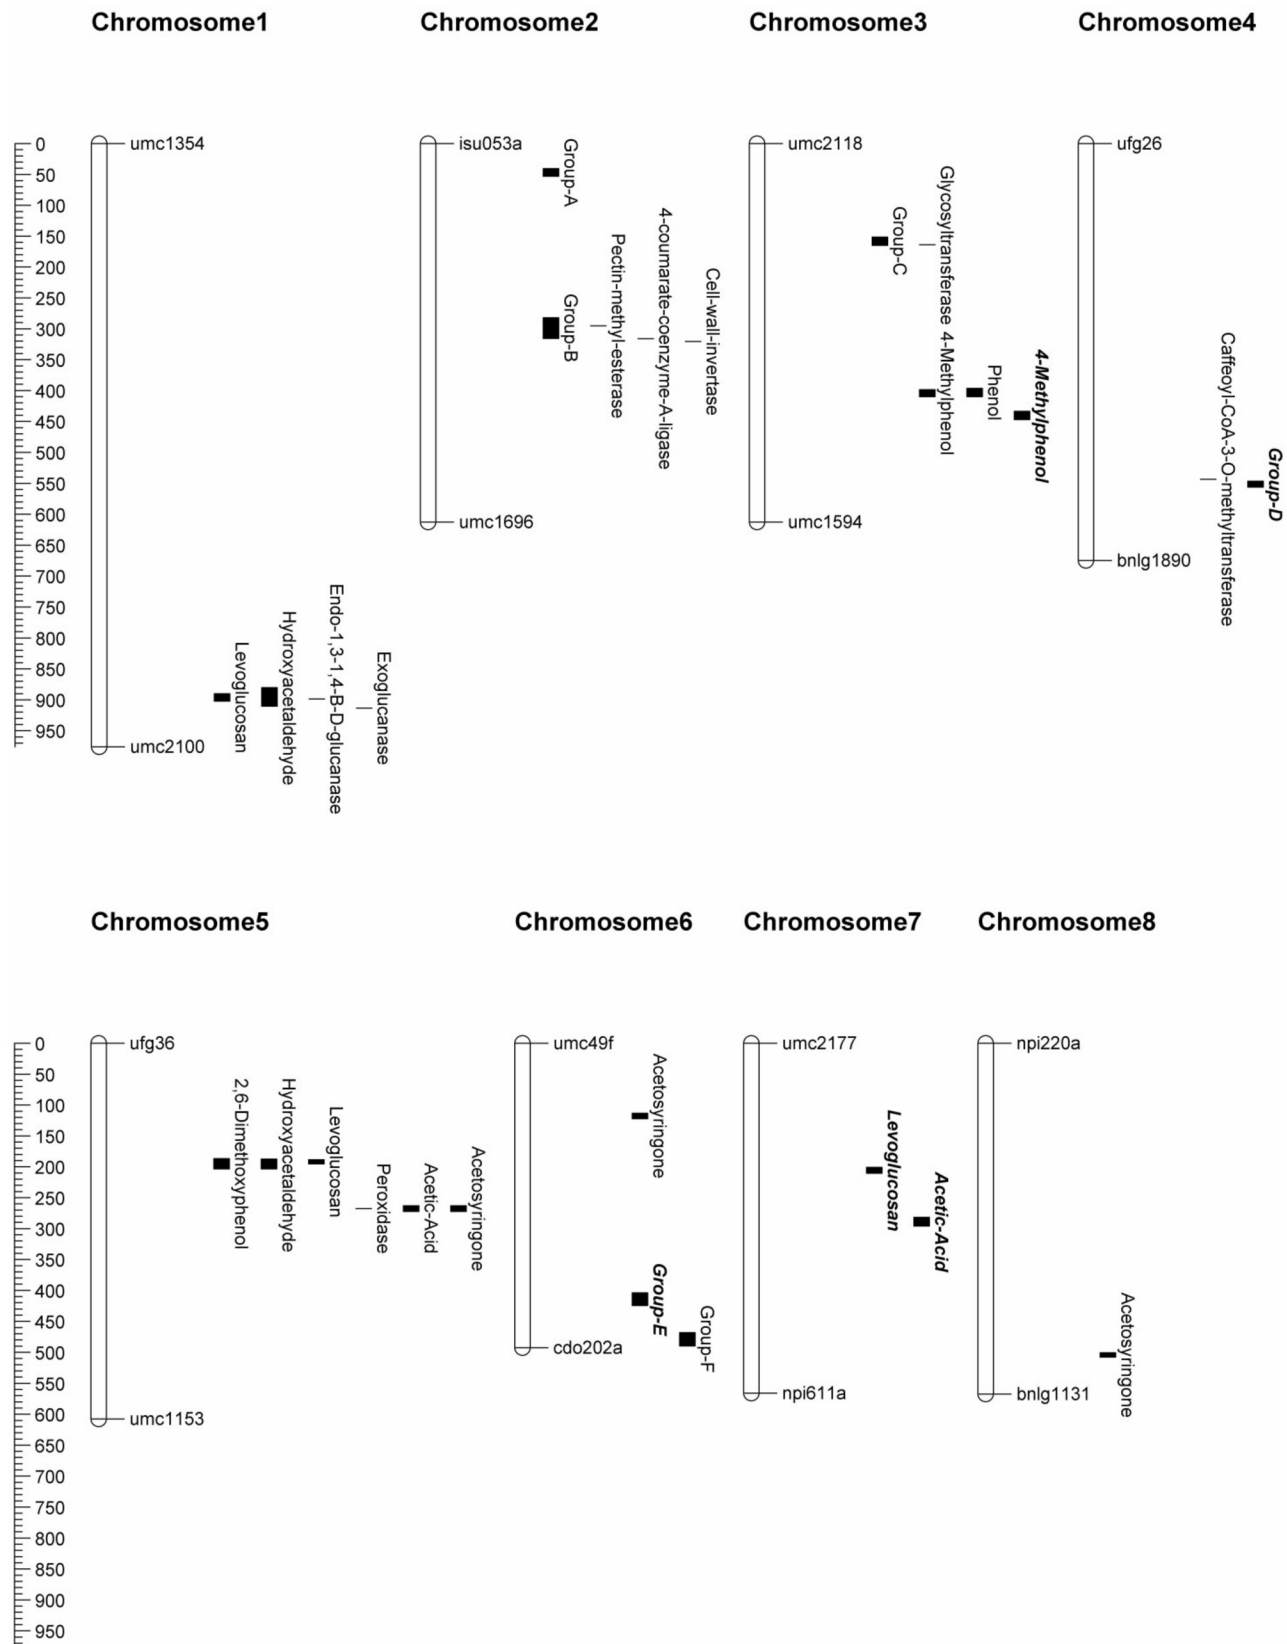 Chromosome1
Chromosome2
Chromosome3
Chromosome4
0
50
100
150
200
250
300
350
400
450
500
550
600
650
700
750
800
850
900
950
umc1354
umc2100
Levoglucosan
Hydroxyacetaldehyde
Endo-1,3-1,4-B-D-glucanase
Exoglucanase
isu053a
umc1696
Group-A
Group-B
Pectin-methyl-esterase
4-coumarate-coenzyme-A-ligase
Cell-wall-invertase
umc2118
umc1594
Group-C
Glycosyltransferase
4-Methylphenol
Phenol
4-Methylphenol
ufg26
bnlg1890
Caffeoyl-CoA-3-O-methyltransferase
Group-D
Chromosome5
Chromosome6
Chromosome7
Chromosome8
0
50
100
150
200
250
300
350
400
450
500
550
600
650
700
750
800
850
900
950
ufg36
umc1153
2,6-Dimethoxyphenol
Hydroxyacetaldehyde
Levoglucosan
Peroxidase
Acetic-Acid
Acetosyringone
umc49f
cdo202a
Acetosyringone
Group-E
Group-F
umc2177
npi611a
Levoglucosan
Acetic-Acid
npi220a
bnlg1131
Acetosyringone